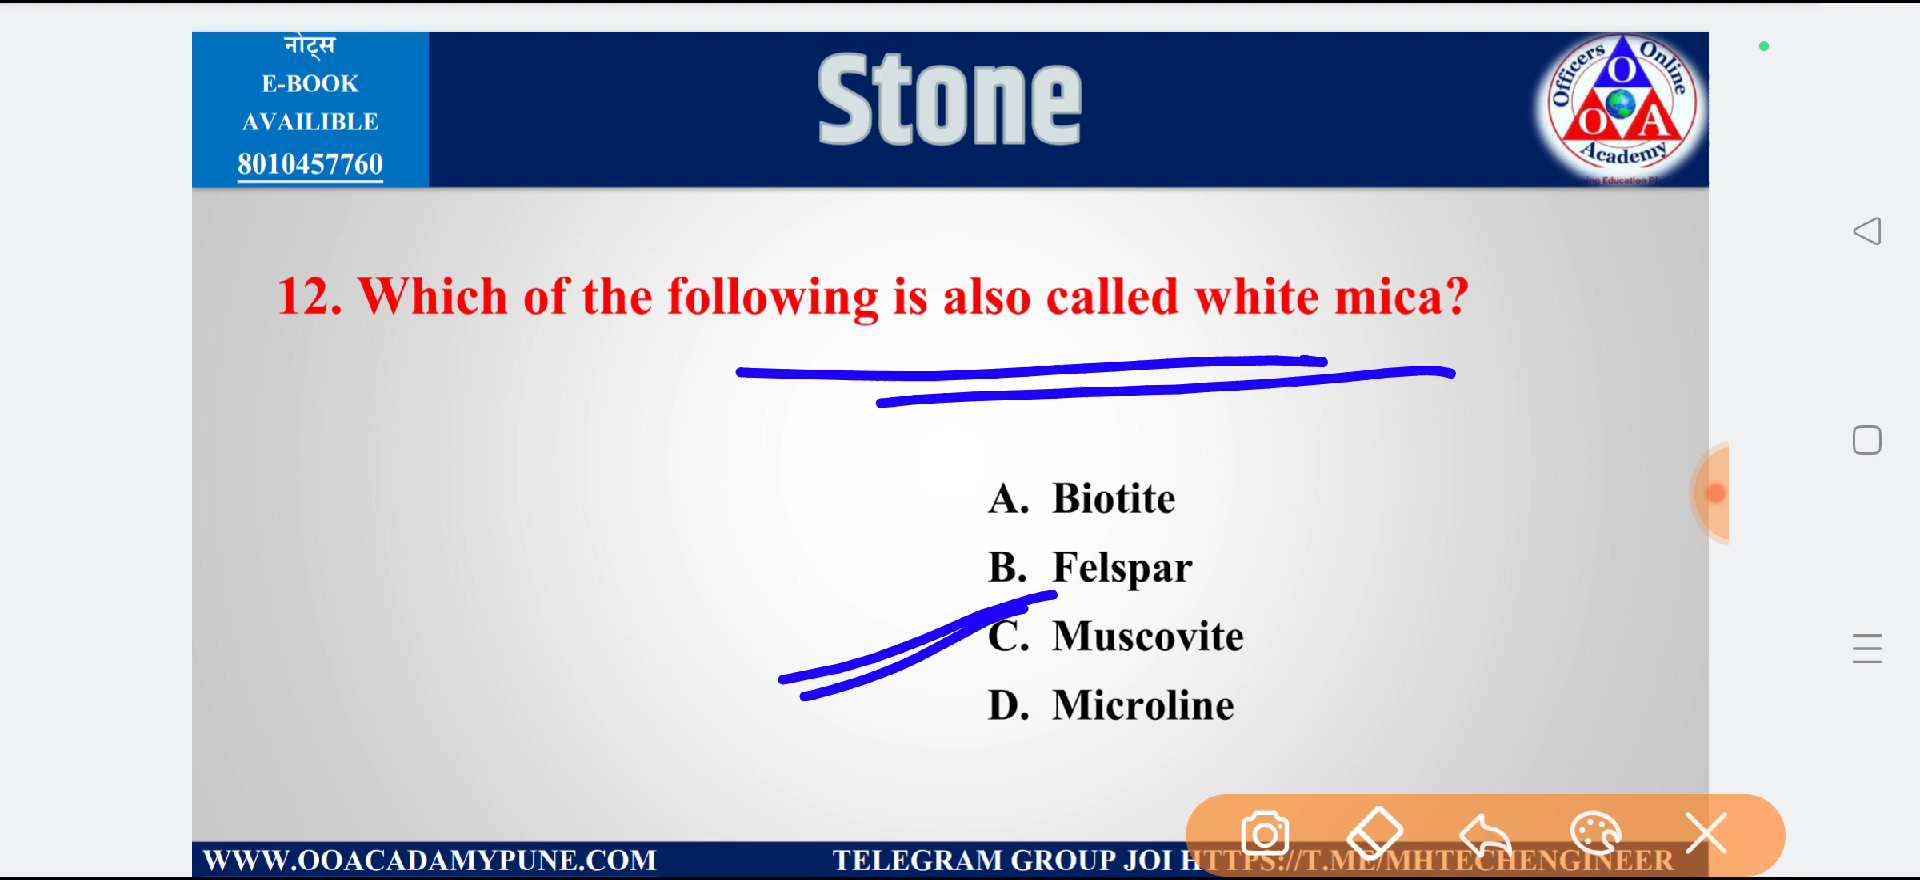 नोट्स
E-BOOK
AVAILIBLE
8010457760
Stone
Officers Online
O
O A
Academy
12. Which of the following is also called white mica?
A. Biotite
B. Felspar
C. Muscovite
D. Microline
WWW.OOACADAMYPUNE.COM
TELEGRAM GROUP JOI HTTPS://T.ME/MHTECHENGINEER